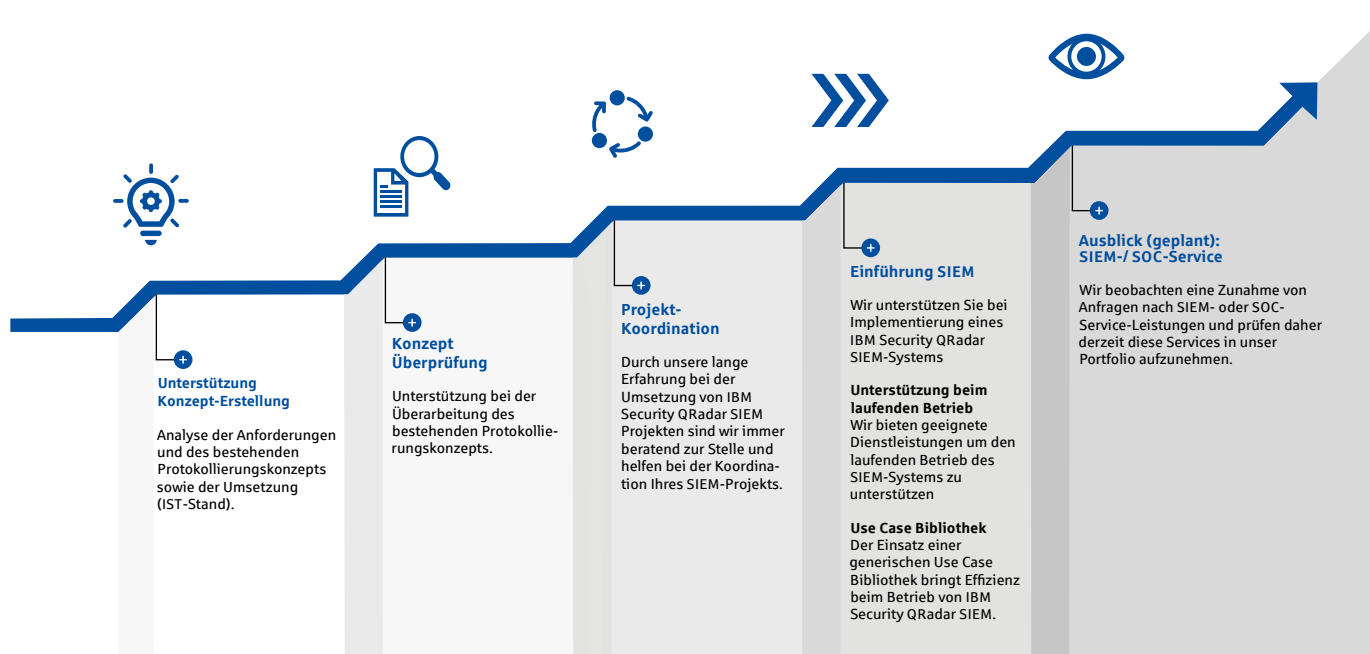 Unterstützung
Konzept-Erstellung
Analyse der Anforderungen
und des bestehenden
Protokollierungskonzepts
sowie der Umsetzung
(IST-Stand).
Konzept
Überprüfung
Unterstützung bei der
Überarbeitung des
bestehenden Protokollie-
rungskonzepts.
Projekt-
Koordination
Durch unsere lange
Erfahrung bei der
Umsetzung von IBM
Security QRadar SIEM
Projekten sind wir immer
beratend zur Stelle und
helfen bei der Koordina-
tion Ihres SIEM-Projekts.
Einführung SIEM
Wir unterstützen Sie bei
Implementierung eines
IBM Security QRadar
SIEM-Systems
Unterstützung beim
laufenden Betrieb
Wir bieten geeignete
Dienstleistungen um den
laufenden Betrieb des
SIEM-Systems zu
unterstützen
Use Case Bibliothek
Der Einsatz einer
generischen Use Case
Bibliothek bringt Effizienz
beim Betrieb von IBM
Security QRadar SIEM.
Ausblick (geplant):
SIEM-/ SOC-Service
Wir beobachten eine Zunahme von
Anfragen nach SIEM- oder SOC-
Service-Leistungen und prüfen daher
derzeit diese Services in unser
Portfolio aufzunehmen.